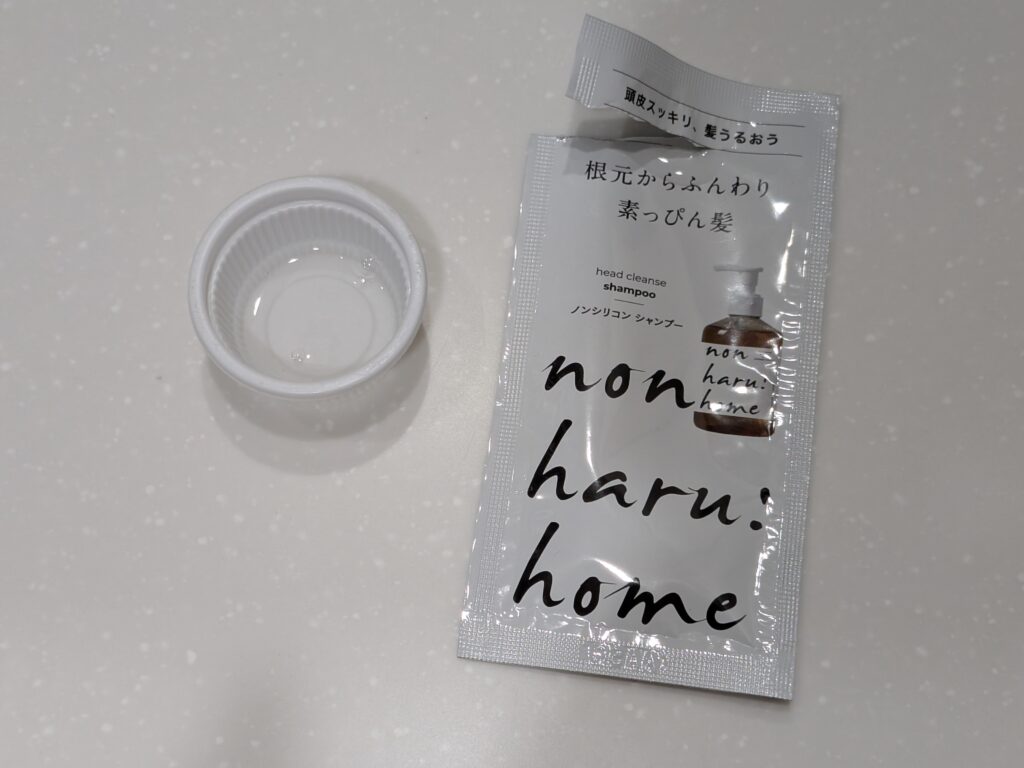 頭皮スッキリ、髪うるおう
根元からふんわり
素っぴん髪
head cleanse
shampoo
ノンシリコン シャンプー
non
haru:
home
non
haru:
home